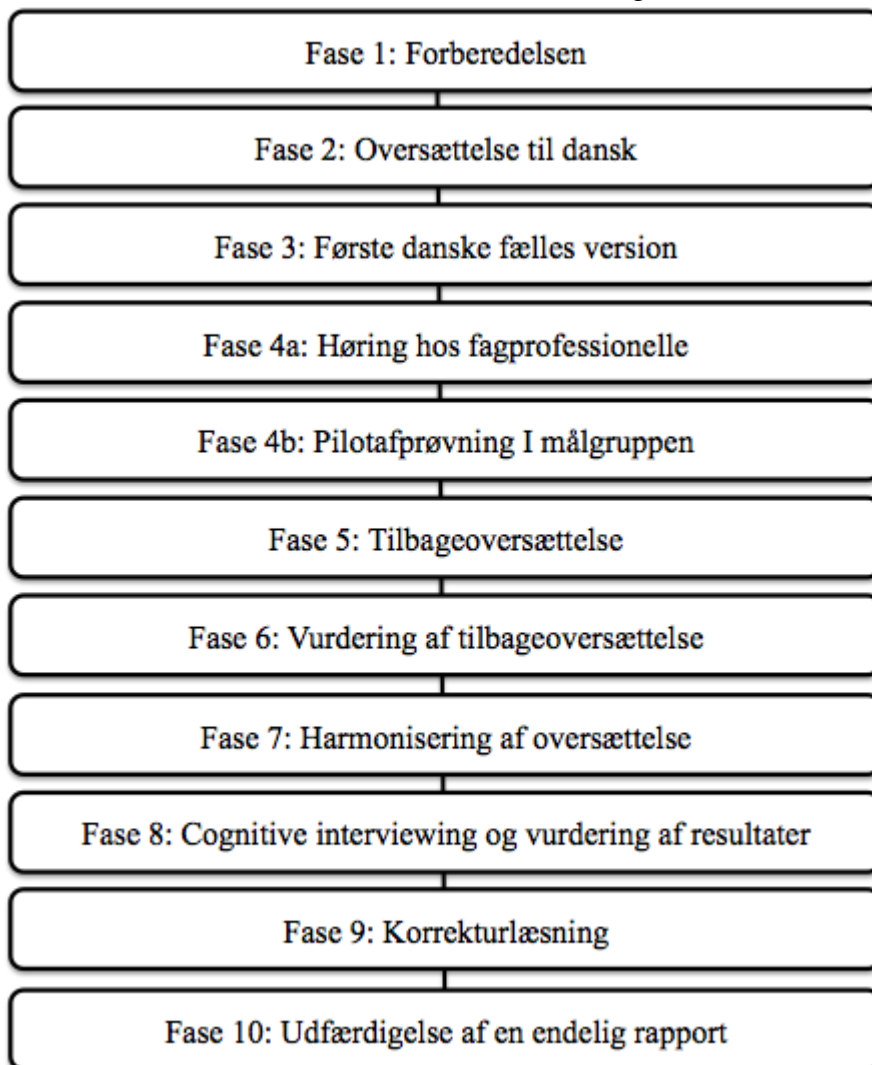 Fase 1: Forberedelsen
Fase 2: Oversættelse til dansk
Fase 3: Første danske fælles version
Fase 4a: Høring hos fagprofessionelle
Fase 4b: Pilotafprøvning I målgruppen
Fase 5: Tilbageoversættelse
Fase 6: Vurdering af tilbageoversættelse
Fase 7: Harmonisering af oversættelse
Fase 8: Cognitive interviewing og vurdering af resultater
Fase 9: Korrekturlæsning
Fase 10: Udfærdigelse af en endelig rapport